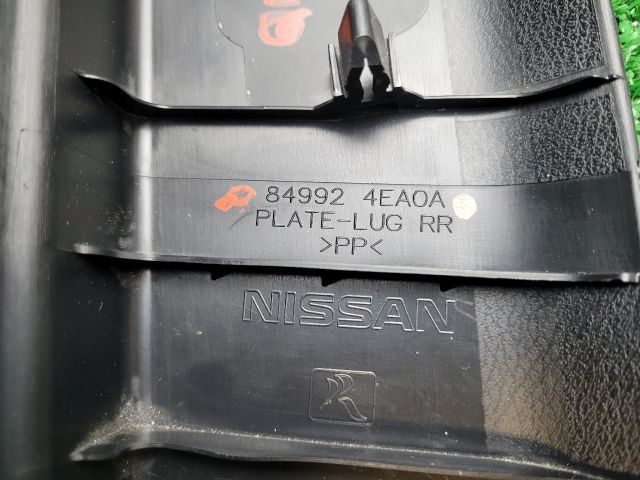 84992 4EA0A
PLATE-LUG RR
>PP<
NISSAN